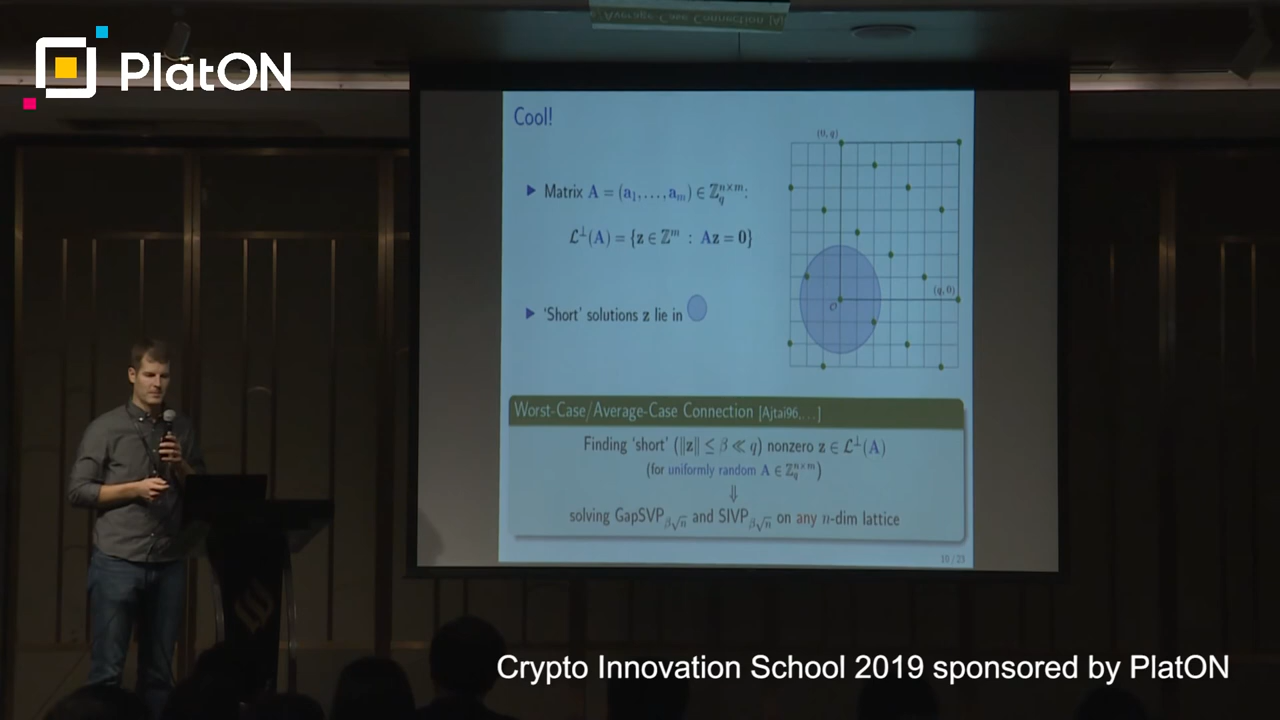 PlatON
Cool!
(0, q)
▶ Matrix A = (a₁, . . . , aₘ) ∈ ℤ_q^{n×m}:
ℒ^⊥(A) = {z ∈ ℤ^m : Az = 0}
(q, 0)
O
▶ 'Short' solutions z lie in
Worst-Case/Average-Case Connection [Ajtai96,...]
Finding 'short' (‖z‖ ≤ β ≪ q) nonzero z ∈ ℒ^⊥(A)
(for uniformly random A ∈ ℤ_q^{n×m})
⇓
solving GapSVP_{β√n} and SIVP_{β√n} on any n-dim lattice
Crypto Innovation School 2019 sponsored by PlatON